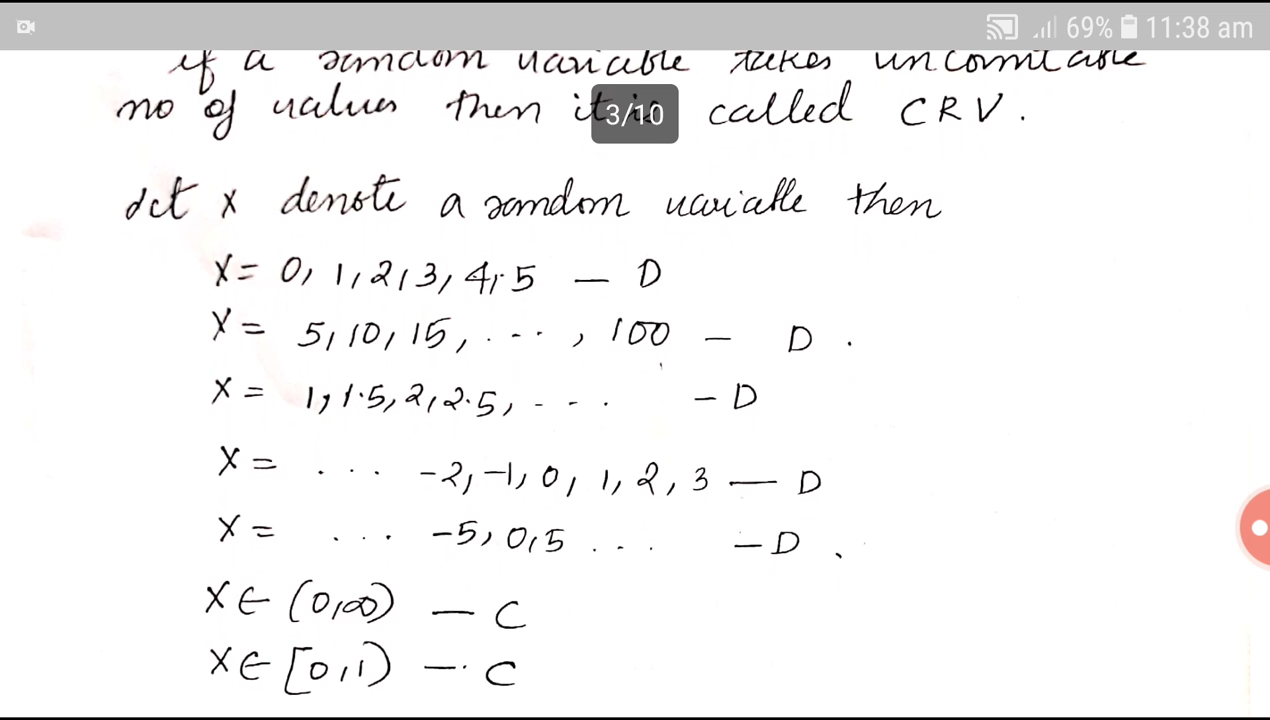 69% 11:38 am
if a random variable takes uncountable
no of values then it is called CRV.
3/10
Let x denote a random variable then
X = 0, 1, 2, 3, 4, 5 — D
X = 5, 10, 15, . . . , 100 — D .
X = 1, 1.5, 2, 2.5, . . . — D
X = . . . -2, -1, 0, 1, 2, 3 — D
X = . . . -5, 0, 5 . . . — D .
X ∈ (0, ∞) — C
X ∈ [0, 1) — C